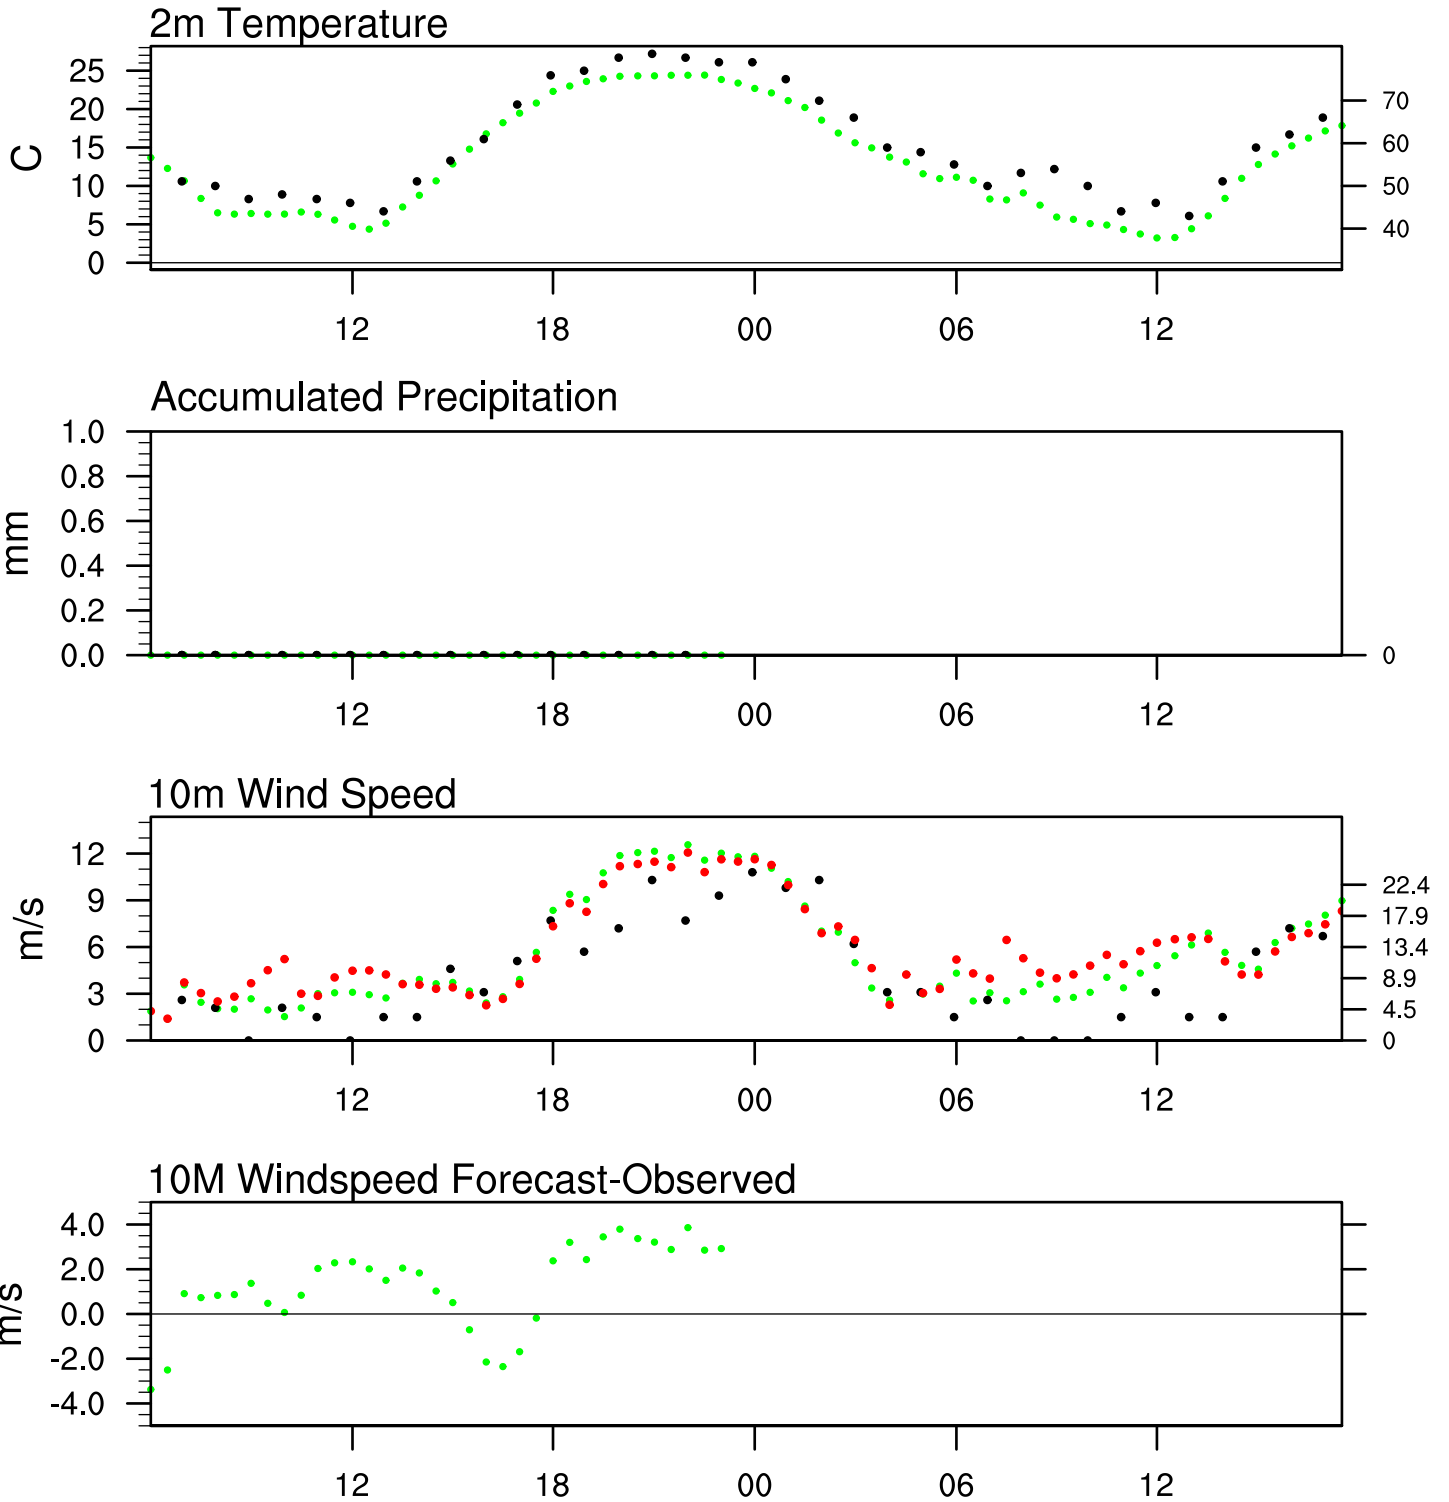 2m Temperature
25
20
15
10
5
0
C
70
60
50
40
12 18 00 06 12
Accumulated Precipitation
1.0
0.8
0.6
0.4
0.2
0.0
mm
0
12 18 00 06 12
10m Wind Speed
12
9
6
3
0
m/s
22.4
17.9
13.4
8.9
4.5
0
12 18 00 06 12
10M Windspeed Forecast-Observed
4.0
2.0
0.0
-2.0
-4.0
m/s
12 18 00 06 12